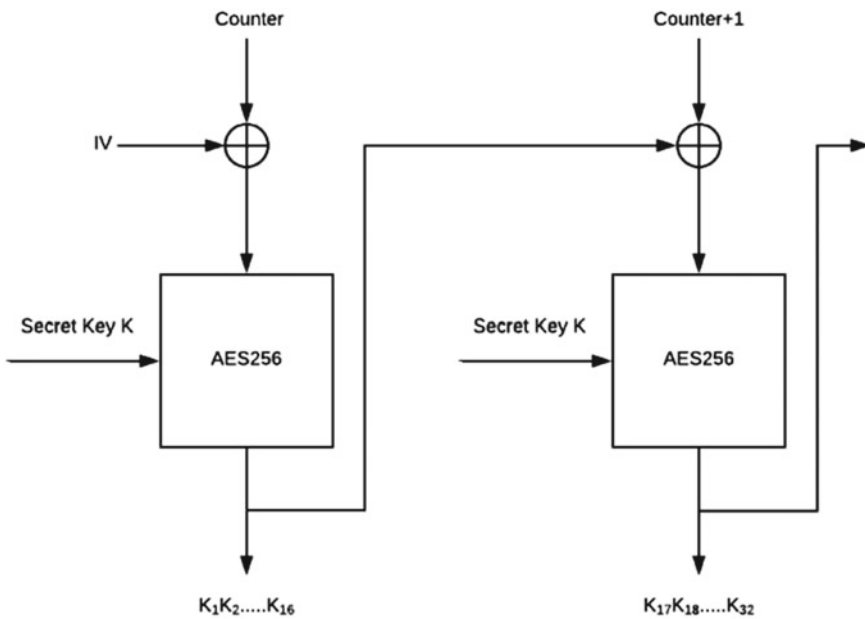 Counter
Counter+1
IV
Secret Key K
AES256
Secret Key K
AES256
K₁K₂.....K₁₆
K₁₇K₁₈.....K₃₂